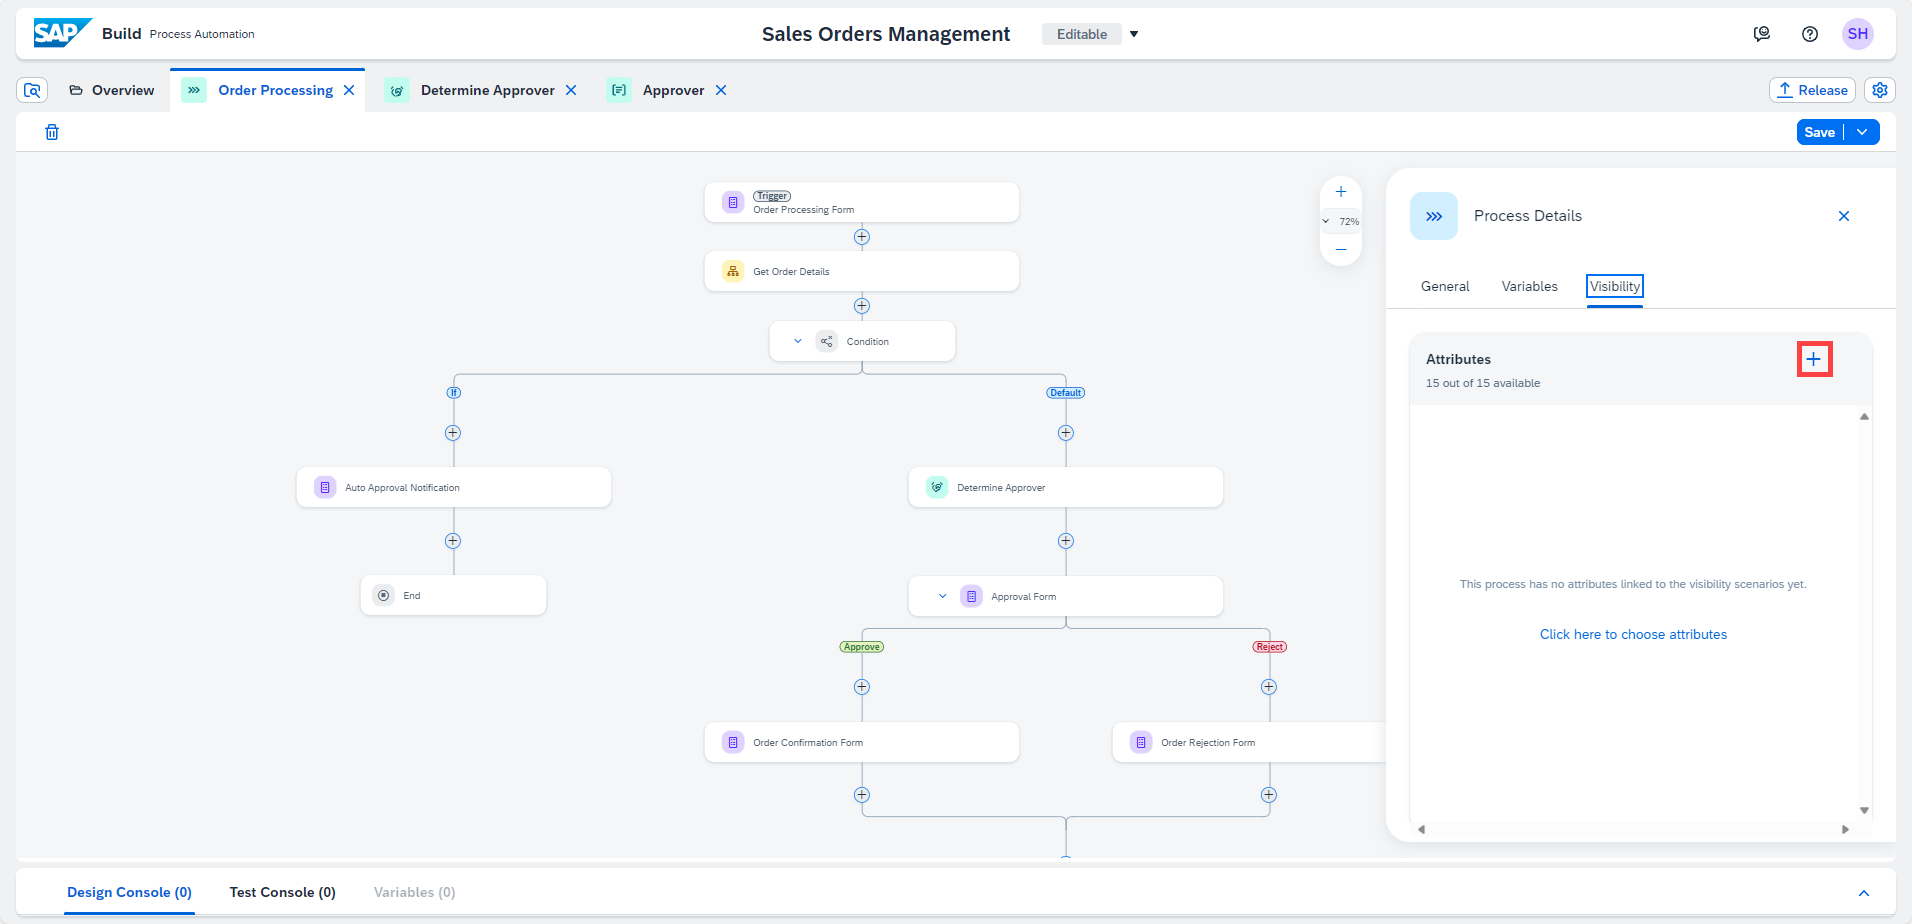 SAP Build Process Automation
Sales Orders Management
Editable
SH
Overview
Order Processing
Determine Approver
Approver
Release
Save
Trigger
Order Processing Form
72%
Get Order Details
Condition
If
Default
Auto Approval Notification
Determine Approver
End
Approval Form
Approve
Reject
Order Confirmation Form
Order Rejection Form
Process Details
General
Variables
Visibility
Attributes
15 out of 15 available
This process has no attributes linked to the visibility scenarios yet.
Click here to choose attributes
Design Console (0)
Test Console (0)
Variables (0)